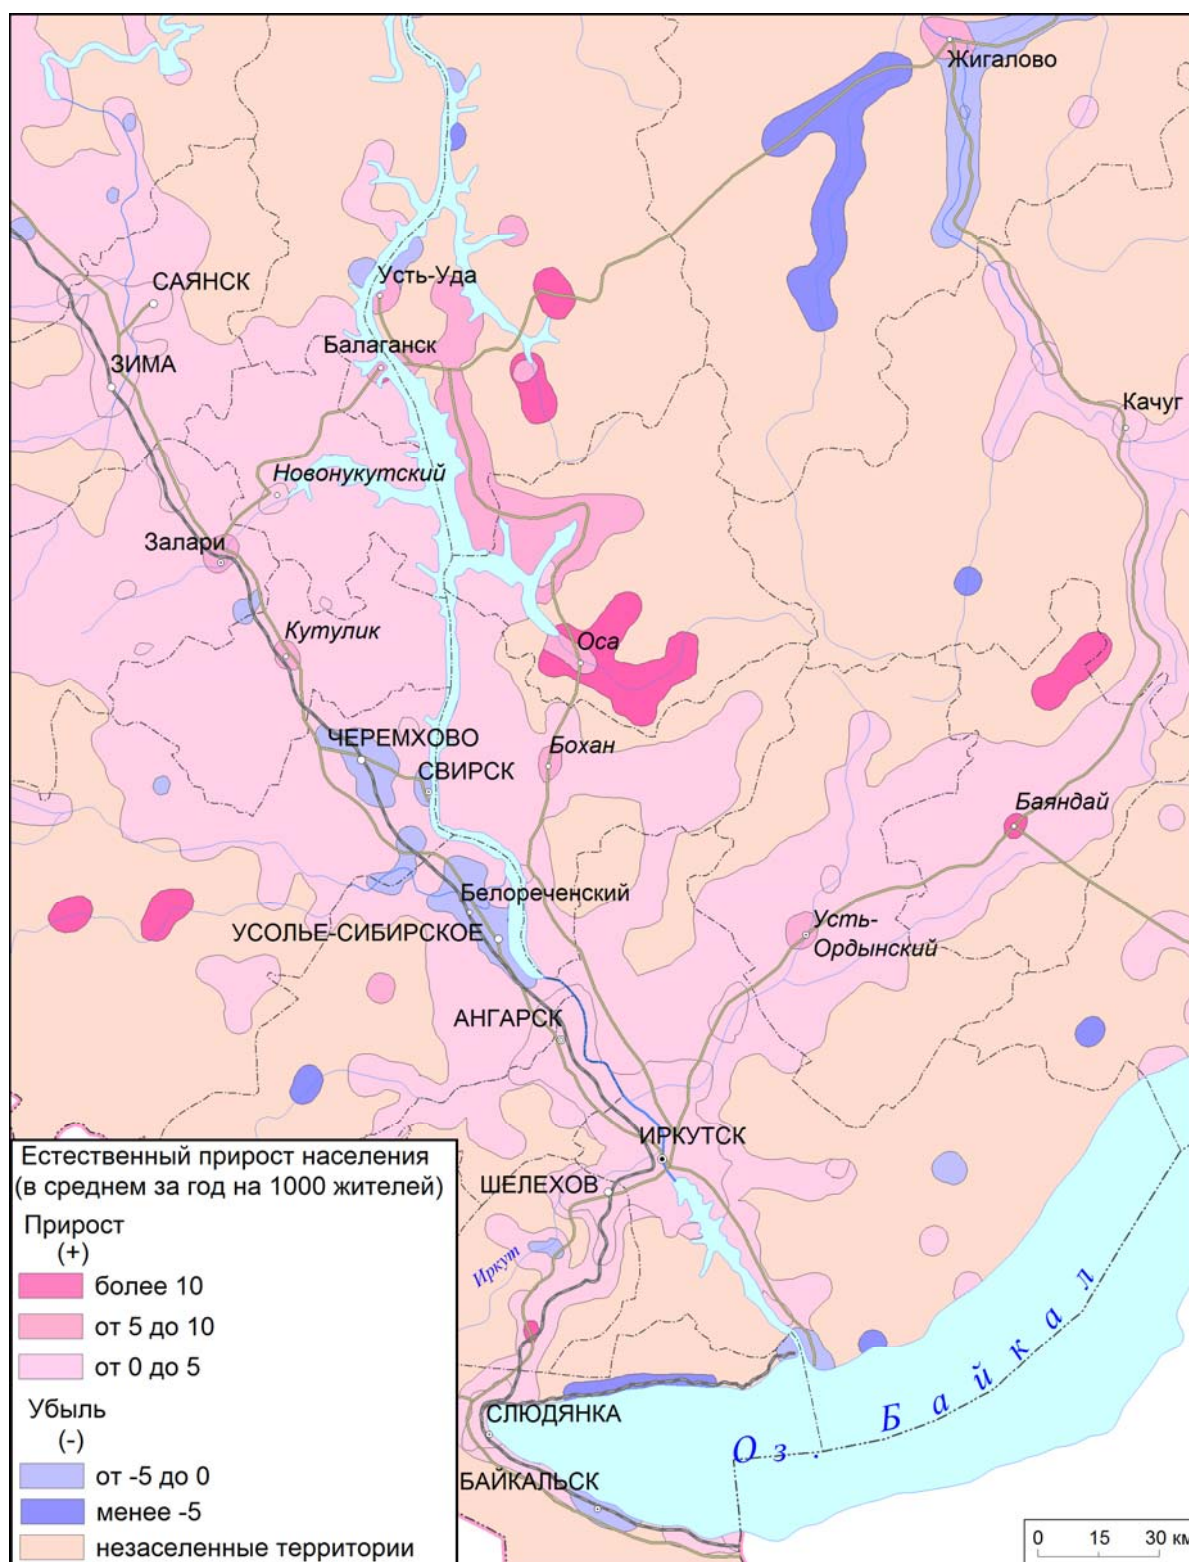 Жигалово
САЯНСК
Усть-Уда
Балаганск
ЗИМА
Качуг
Новонукутский
Залари
Кутулик
Оса
ЧЕРЕМХОВО
Бохан
СВИРСК
Баяндай
Белореченский
УСОЛЬЕ-СИБИРСКОЕ
Усть-
Ордынский
АНГАРСК
ИРКУТСК
ШЕЛЕХОВ
Иркут
СЛЮДЯНКА
БАЙКАЛЬСК
Оз. Байкал
Естественный прирост населения
(в среднем за год на 1000 жителей)
Прирост
(+)
более 10
от 5 до 10
от 0 до 5
Убыль
(-)
от -5 до 0
менее -5
незаселенные территории
0 15 30 км